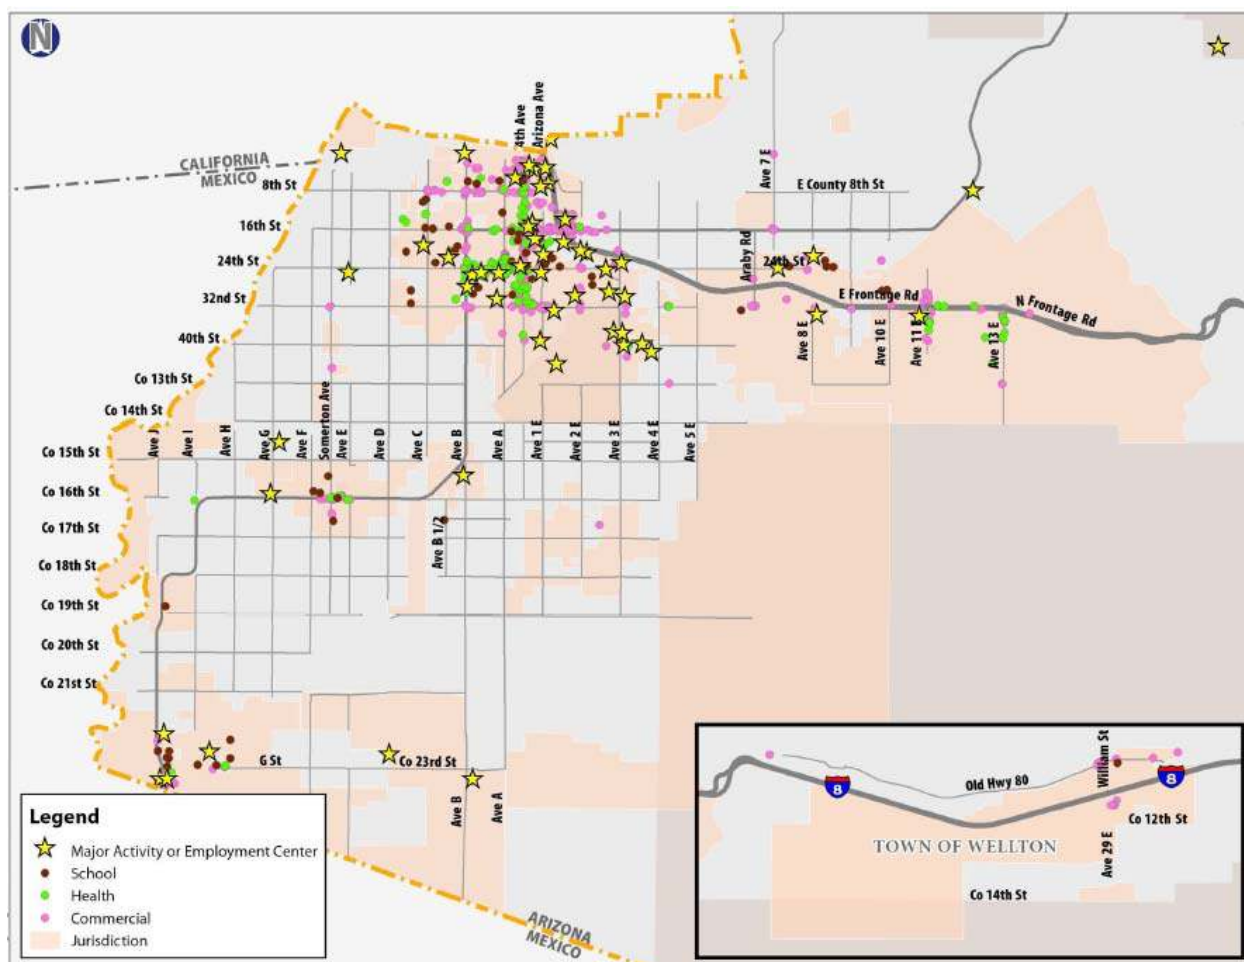 N
CALIFORNIA
MEXICO
4th Ave
Arizona Ave
Ave 7 E
8th St
E County 8th St
16th St
Araby Rd
24th St
24th St
32nd St
E Frontage Rd
N Frontage Rd
40th St
Ave 8 E
Ave 10 E
Ave 11 E
Ave 13 E
Co 13th St
Co 14th St
Ave J
Ave I
Ave H
Ave G
Ave F
Somerton Ave
Ave E
Ave D
Ave C
Ave B
Ave A
Ave 1 E
Ave 2 E
Ave 3 E
Ave 4 E
Ave 5 E
Co 15th St
Co 16th St
Co 17th St
Ave B 1/2
Co 18th St
Co 19th St
Co 20th St
Co 21st St
G St
Co 23rd St
Ave B
Ave A
ARIZONA
MEXICO
Legend
Major Activity or Employment Center
School
Health
Commercial
Jurisdiction
William St
Old Hwy 80
8
8
Co 12th St
TOWN OF WELLTON
Ave 29 E
Co 14th St